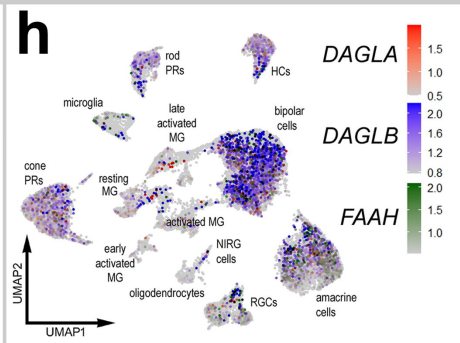 h
rod
PRs
HCs
DAGLA
1.5
1.0
0.5
microglia
late
activated
MG
bipolar
cells
DAGLB
2.0
1.6
1.2
0.8
cone
PRs
resting
MG
activated MG
FAAH
2.0
1.5
1.0
early
activated
MG
NIRG
cells
oligodendrocytes
RGCs
amacrine
cells
UMAP2
UMAP1